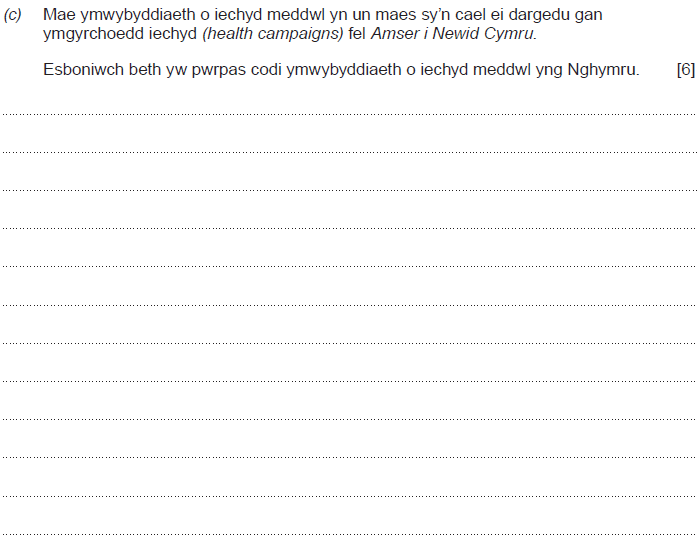 (c) Mae ymwybyddiaeth o iechyd meddwl yn un maes sy'n cael ei dargedu gan
ymgyrchoedd iechyd (health campaigns) fel Amser i Newid Cymru.
Esboniwch beth yw pwrpas codi ymwybyddiaeth o iechyd meddwl yng Nghymru. [6]